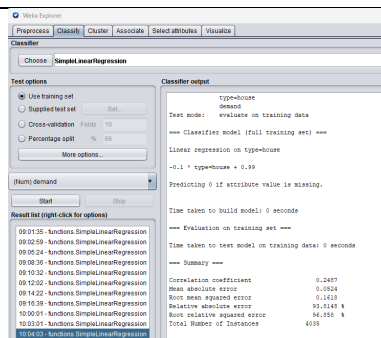 Weka Explorer
Preprocess Classify Cluster Associate Select attributes Visualize
Classifier
Choose SimpleLinearRegression
Test options
Use training set
Supplied test set Set...
Cross-validation Folds 10
Percentage split % 66
More options...
(Num) demand
Start Stop
Result list (right-click for options)
09:01:35 - functions.SimpleLinearRegression
09:02:59 - functions.SimpleLinearRegression
09:05:24 - functions.SimpleLinearRegression
09:08:36 - functions.SimpleLinearRegression
09:10:32 - functions.SimpleLinearRegression
09:12:02 - functions.SimpleLinearRegression
09:14:22 - functions.SimpleLinearRegression
09:16:39 - functions.SimpleLinearRegression
10:00:01 - functions.SimpleLinearRegression
10:03:01 - functions.SimpleLinearRegression
10:04:03 - functions.SimpleLinearRegression
Classifier output
type=house
demand
Test mode: evaluate on training data
=== Classifier model (full training set) ===
Linear regression on type=house
-0.1 * type=house + 0.99
Predicting 0 if attribute value is missing.
Time taken to build model: 0 seconds
=== Evaluation on training set ===
Time taken to test model on training data: 0 seconds
=== Summary ===
Correlation coefficient 0.2487
Mean absolute error 0.0524
Root mean squared error 0.1618
Relative absolute error 93.8148 %
Root relative squared error 96.858 %
Total Number of Instances 4035